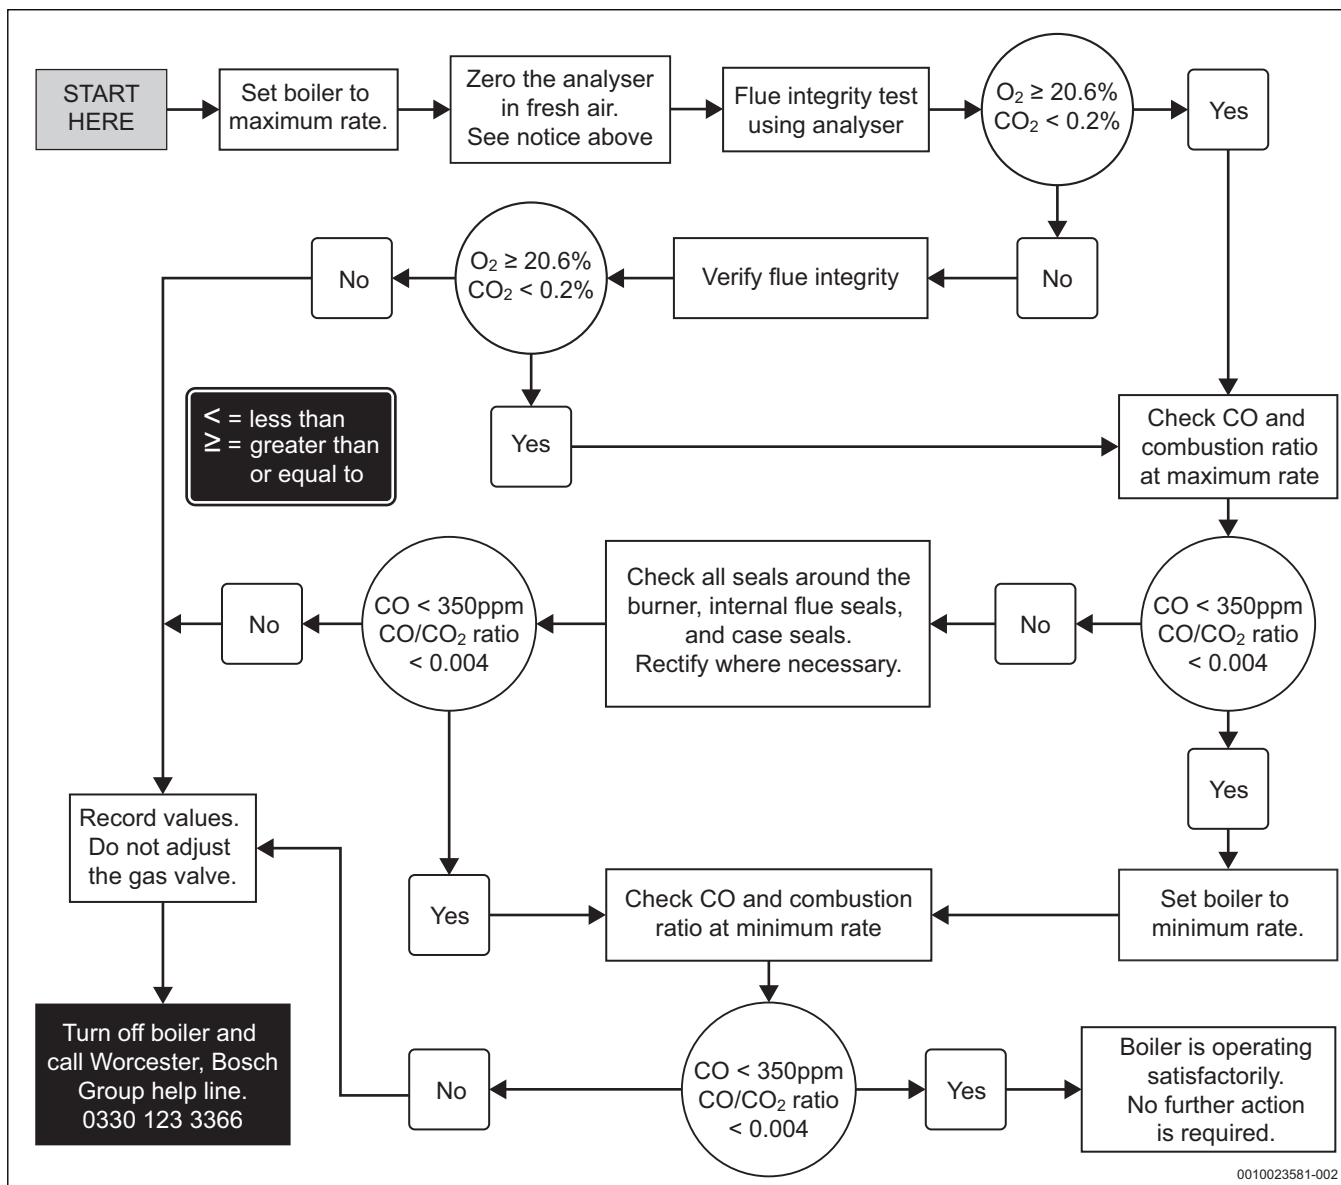 START
HERE
Set boiler to
maximum rate.
Zero the analyser
in fresh air.
See notice above
Flue integrity test
using analyser
O₂ ≥ 20.6%
CO₂ < 0.2%
Yes
No
Verify flue integrity
O₂ ≥ 20.6%
CO₂ < 0.2%
No
Yes
< = less than
≥ = greater than
or equal to
Check CO and
combustion ratio
at maximum rate
CO < 350ppm
CO/CO₂ ratio
< 0.004
No
Check all seals around the
burner, internal flue seals,
and case seals.
Rectify where necessary.
CO < 350ppm
CO/CO₂ ratio
< 0.004
No
Yes
Yes
Set boiler to
minimum rate.
Check CO and combustion
ratio at minimum rate
Record values.
Do not adjust
the gas valve.
Turn off boiler and
call Worcester, Bosch
Group help line.
0330 123 3366
No
CO < 350ppm
CO/CO₂ ratio
< 0.004
Yes
Boiler is operating
satisfactorily.
No further action
is required.
0010023581-002